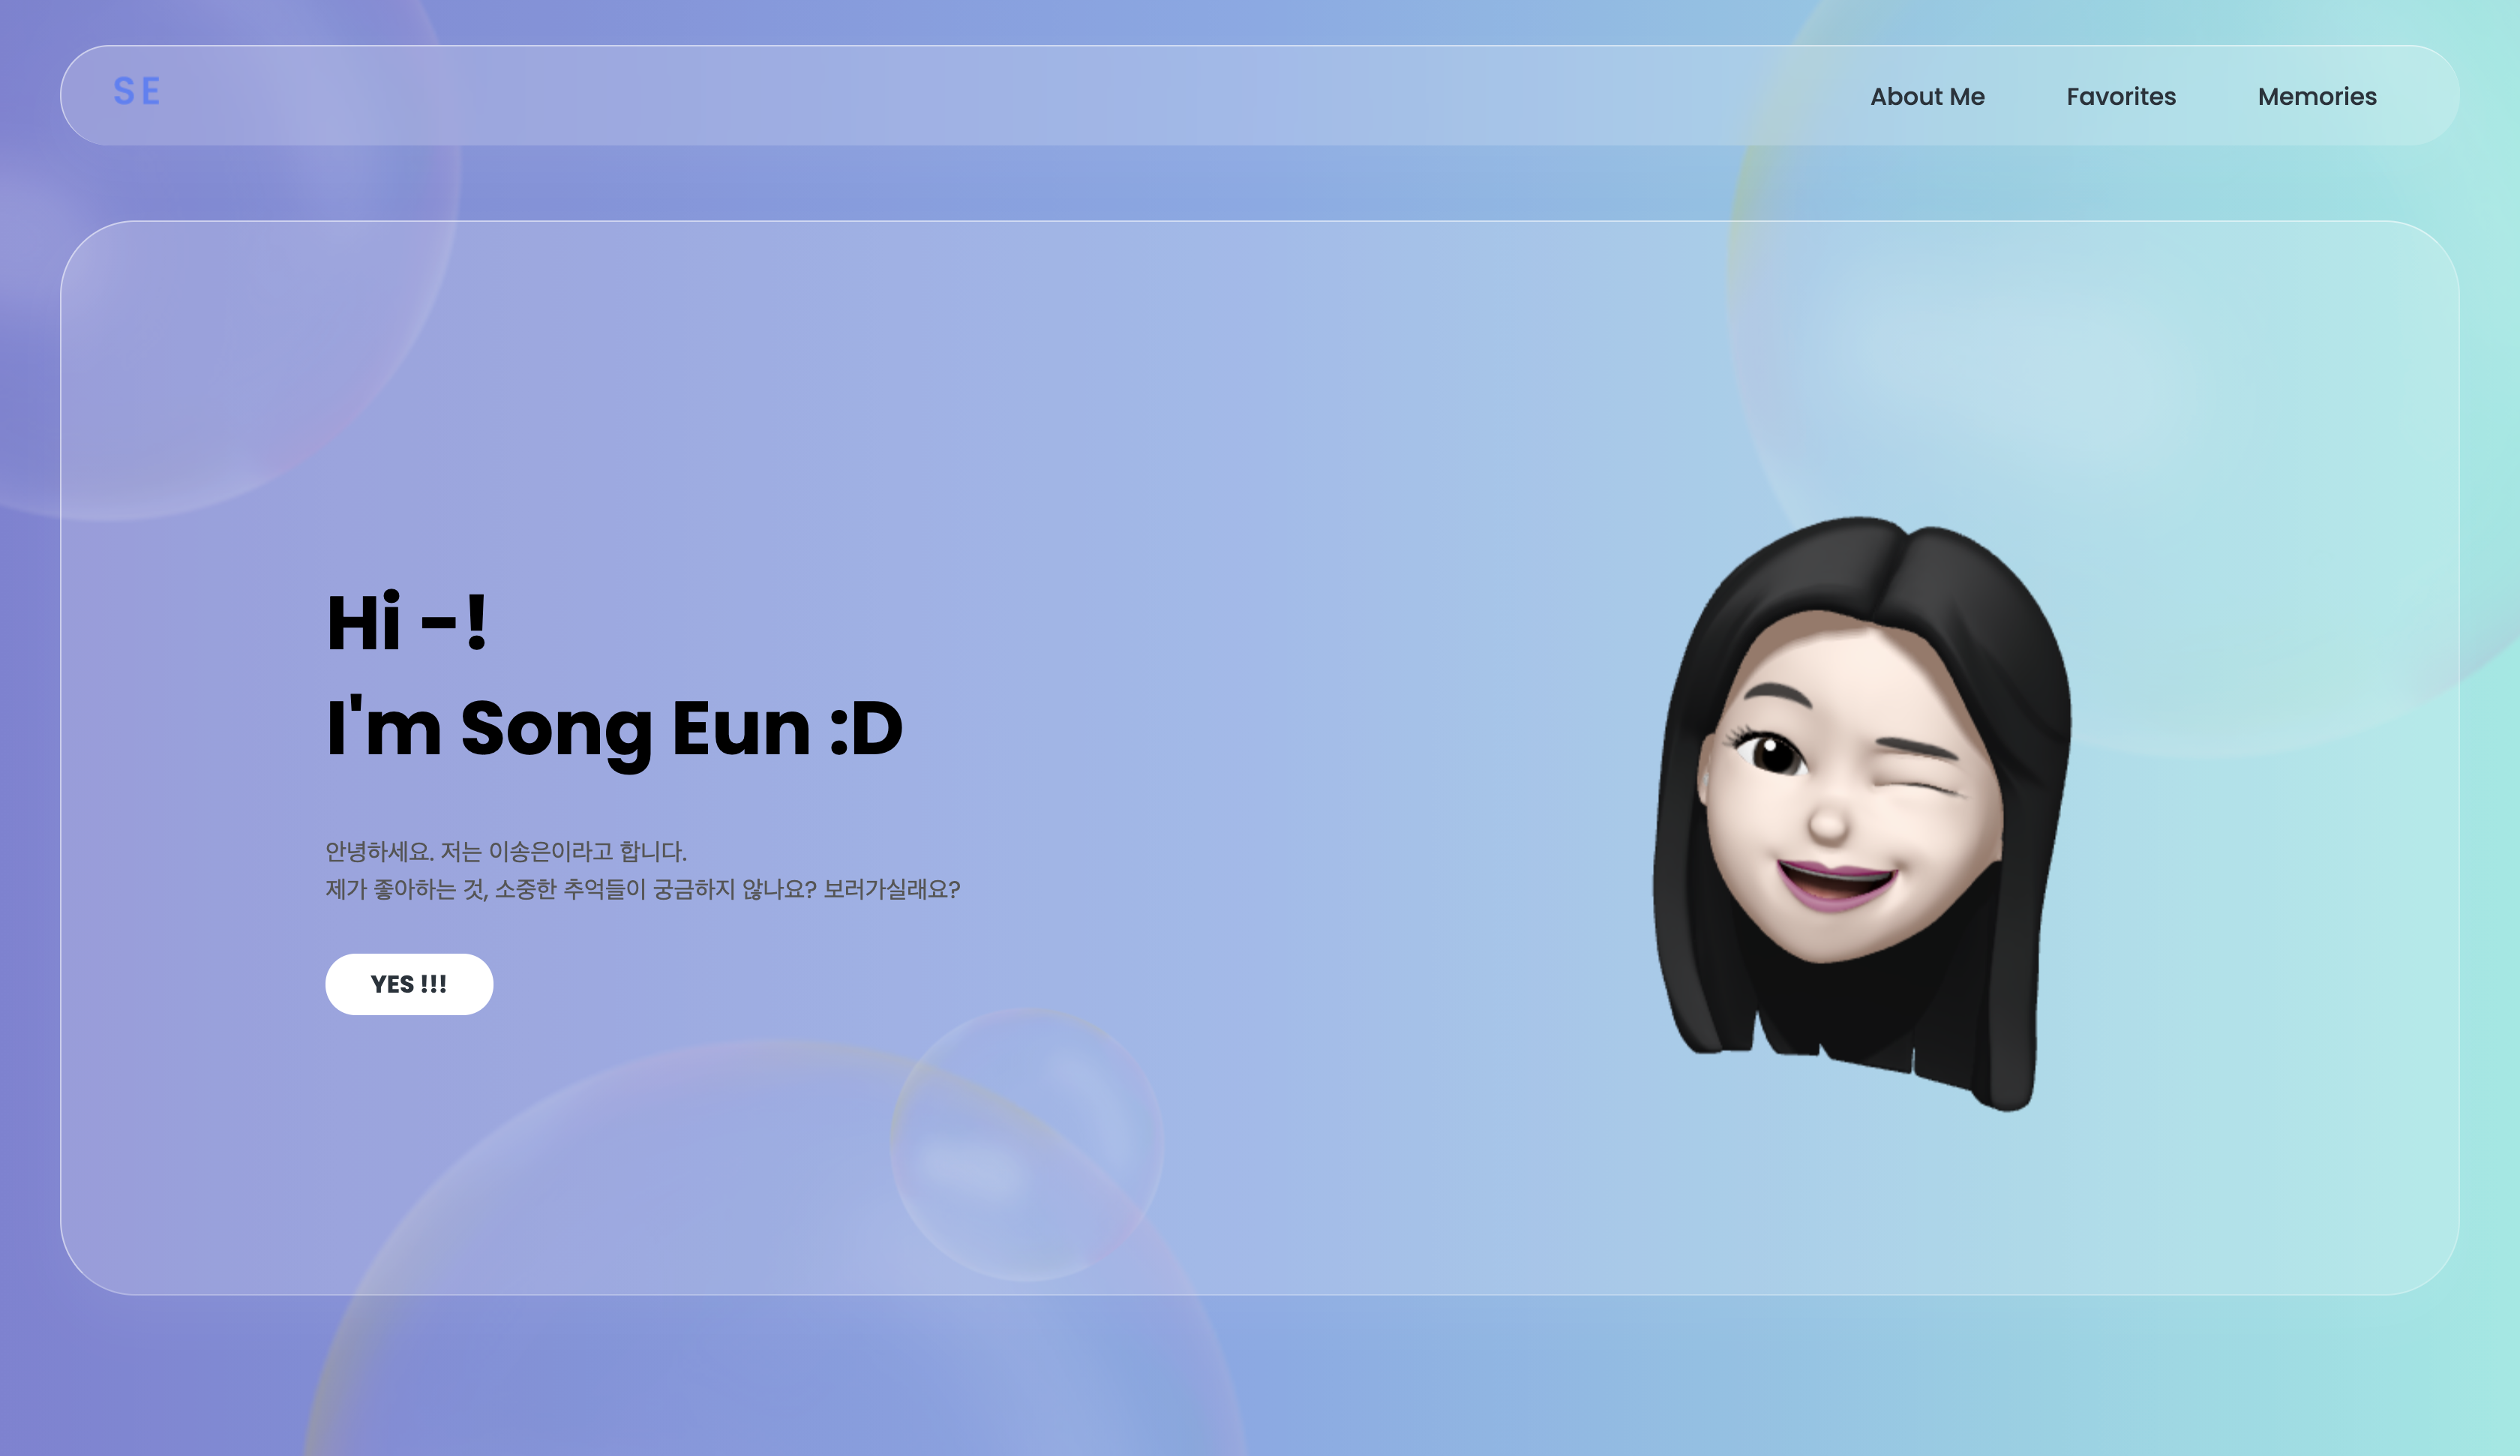 SE
About Me
Favorites
Memories
Hi -!
I'm Song Eun :D
안녕하세요. 저는 이송은이라고 합니다.
제가 좋아하는 것, 소중한 추억들이 궁금하지 않나요? 보러가실래요?
YES !!!